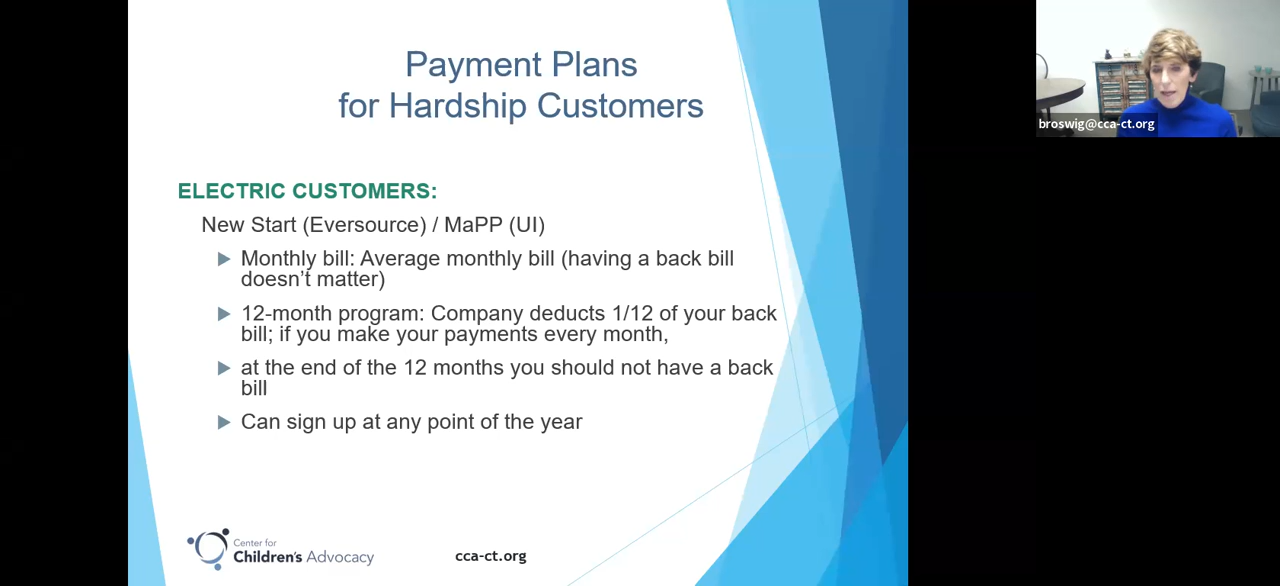 Payment Plans
for Hardship Customers
ELECTRIC CUSTOMERS:
New Start (Eversource) / MaPP (UI)
Monthly bill: Average monthly bill (having a back bill
doesn’t matter)
12-month program: Company deducts 1/12 of your back
bill; if you make your payments every month,
at the end of the 12 months you should not have a back
bill
Can sign up at any point of the year
Center for
Children's Advocacy
cca-ct.org
broswig@cca-ct.org